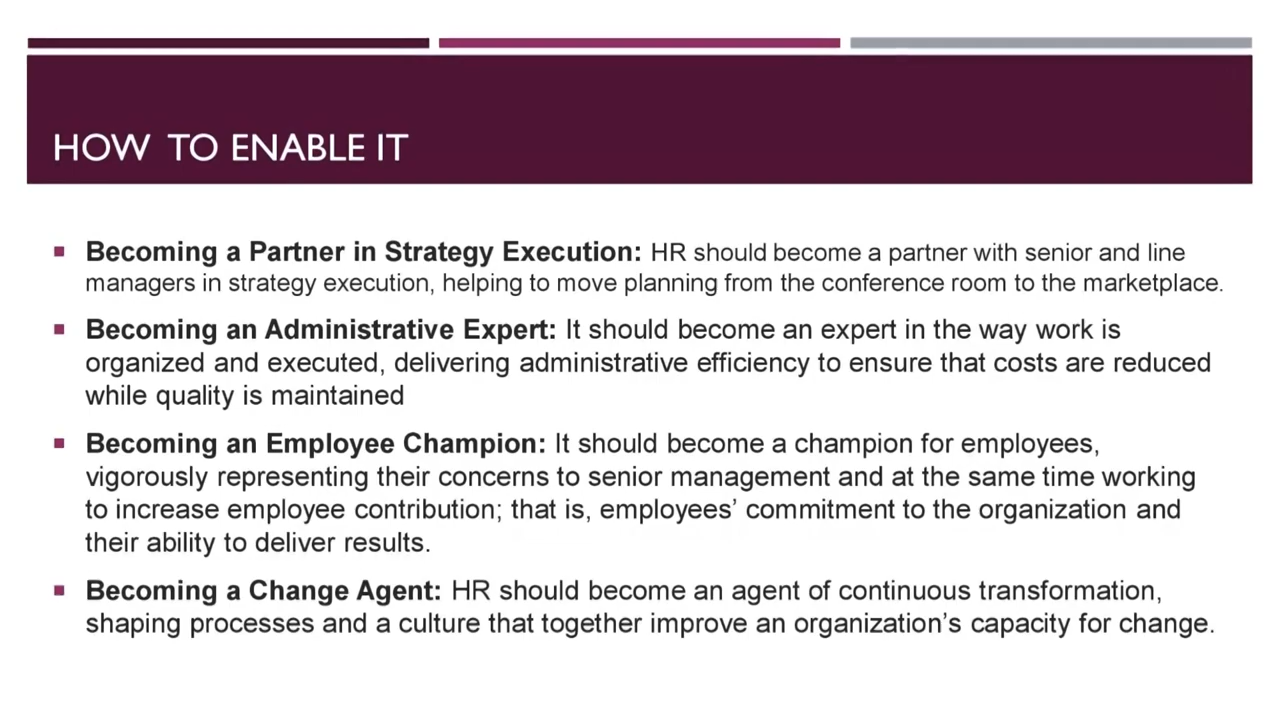 HOW TO ENABLE IT
Becoming a Partner in Strategy Execution: HR should become a partner with senior and line
managers in strategy execution, helping to move planning from the conference room to the marketplace.
Becoming an Administrative Expert: It should become an expert in the way work is
organized and executed, delivering administrative efficiency to ensure that costs are reduced
while quality is maintained
Becoming an Employee Champion: It should become a champion for employees,
vigorously representing their concerns to senior management and at the same time working
to increase employee contribution; that is, employees’ commitment to the organization and
their ability to deliver results.
Becoming a Change Agent: HR should become an agent of continuous transformation,
shaping processes and a culture that together improve an organization’s capacity for change.